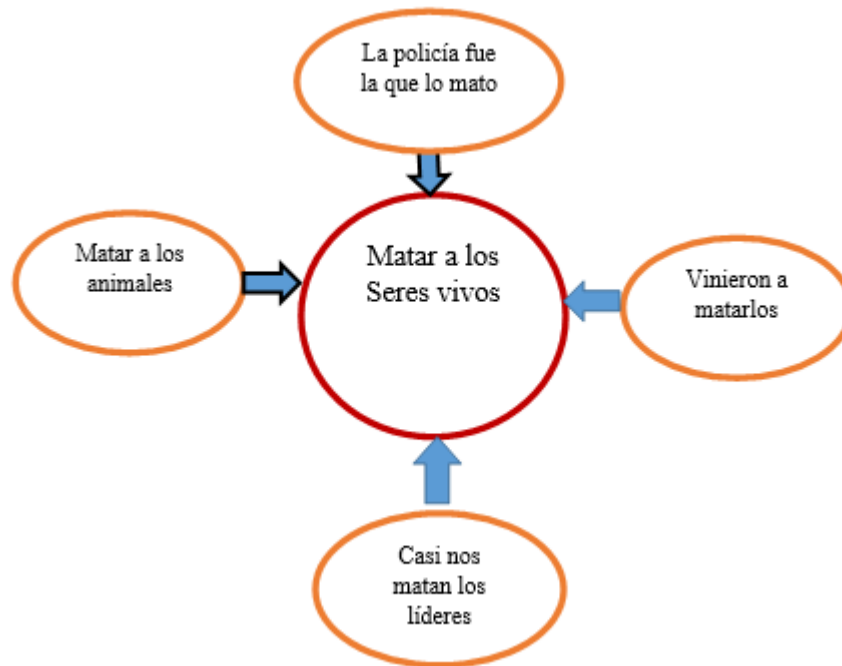 La policía fue
la que lo mato
Matar a los
animales
Matar a los
Seres vivos
Vinieron a
matarlos
Casi nos
matan los
líderes